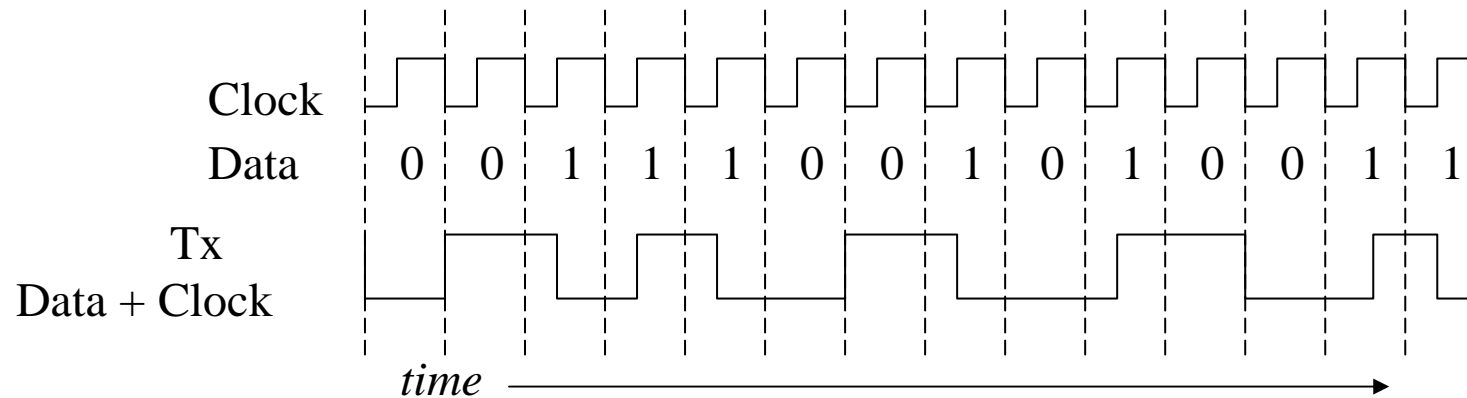 Clock
Data 0 0 1 1 1 0 0 1 0 1 0 0 1 1
Tx
Data + Clock
time